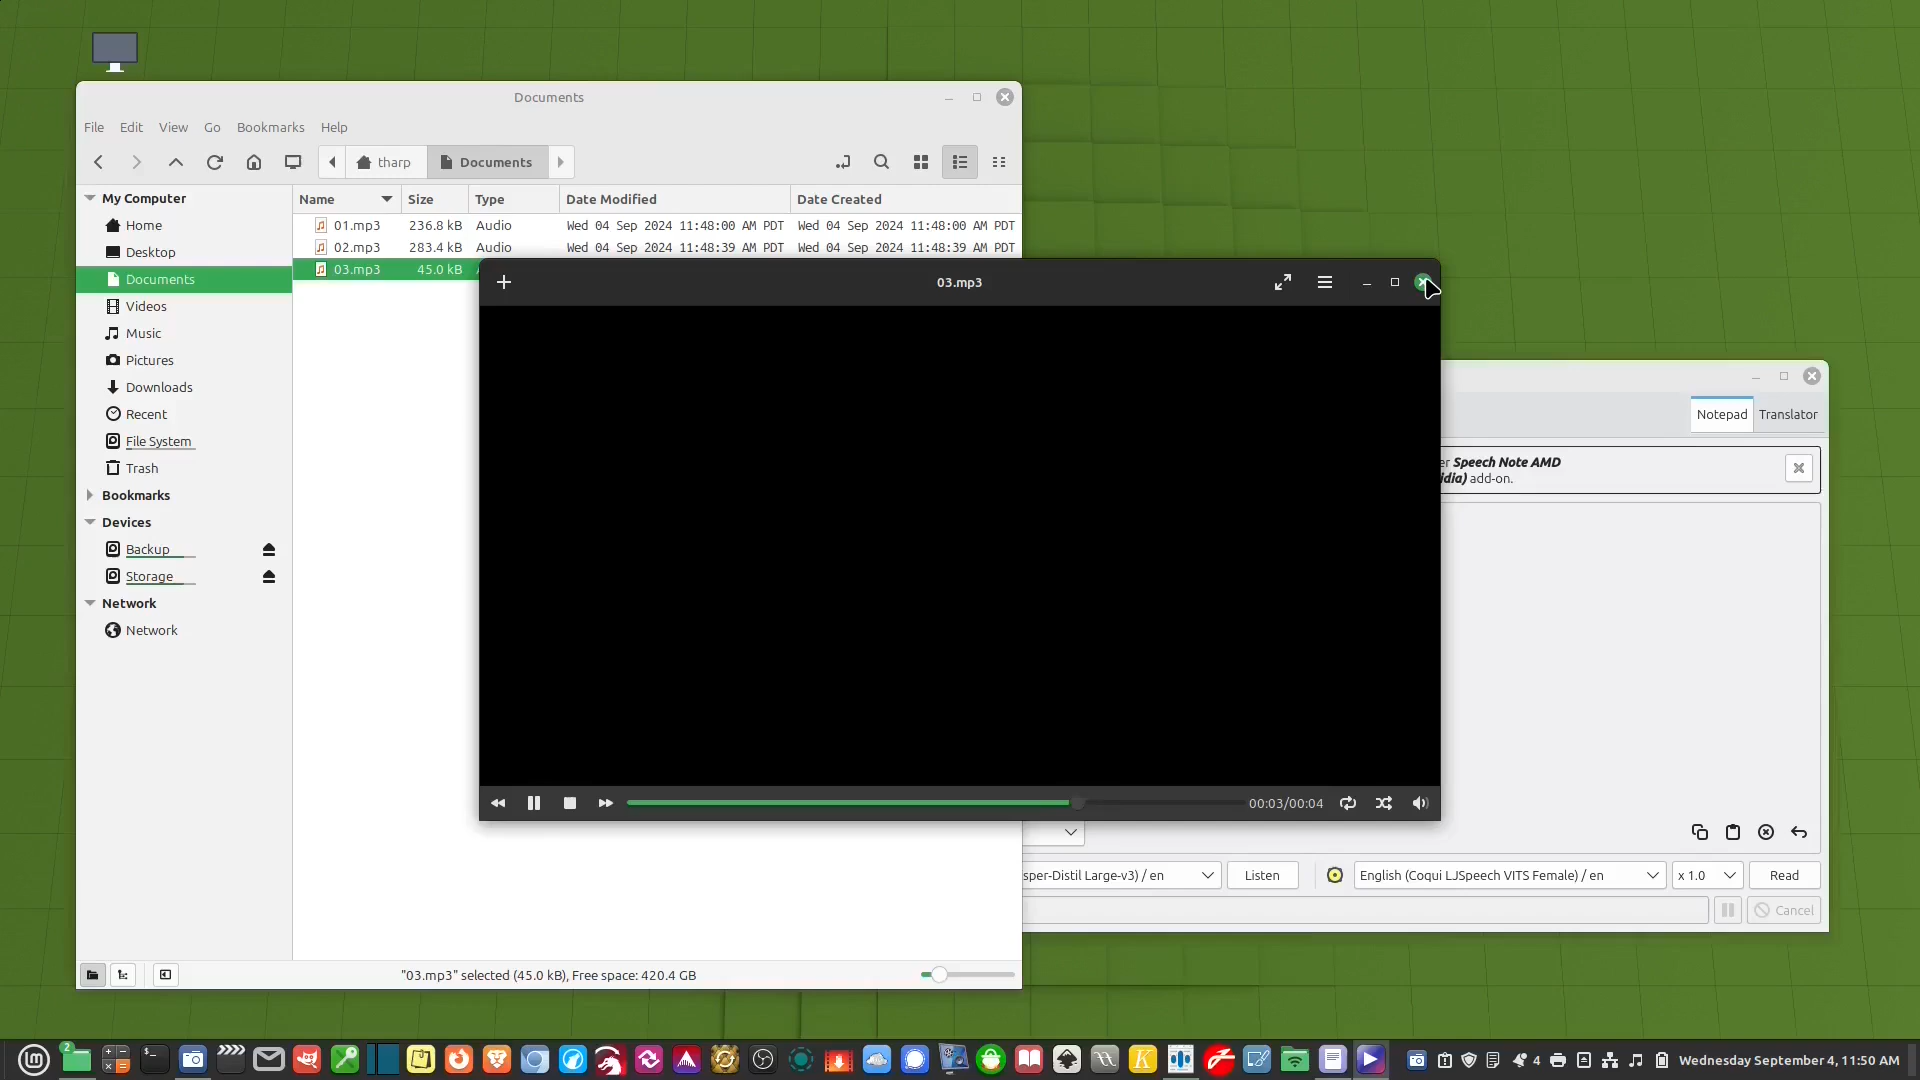 Documents
File Edit View Go Bookmarks Help
tharp Documents
My Computer
Home
Desktop
Documents
Videos
Music
Pictures
Downloads
Recent
File System
Trash
Bookmarks
Devices
Backup
Storage
Network
Network
Name Size Type Date Modified Date Created
01.mp3 236.8 kB Audio Wed 04 Sep 2024 11:48:00 AM PDT Wed 04 Sep 2024 11:48:00 AM PDT
02.mp3 283.4 kB Audio Wed 04 Sep 2024 11:48:39 AM PDT Wed 04 Sep 2024 11:48:39 AM PDT
03.mp3 45.0 kB
"03.mp3" selected (45.0 kB), Free space: 420.4 GB
03.mp3
00:03/00:04
Notepad Translator
er Speech Note AMD
idia) add-on.
sper-Distil Large-v3) / en Listen English (Coqui LJSpeech VITS Female) / en x 1.0 Read
Cancel
2
4 Wednesday September 4, 11:50 AM